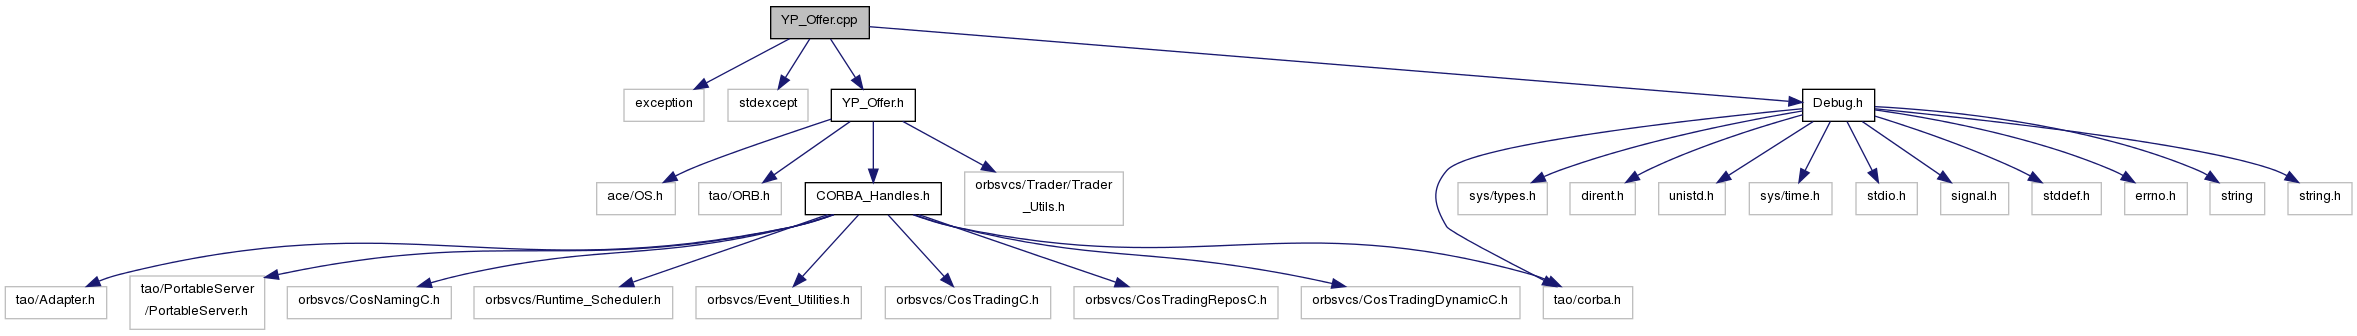 YP_Offer.cpp
exception
stdexcept
YP_Offer.h
Debug.h
ace/OS.h
tao/ORB.h
CORBA_Handles.h
orbsvcs/Trader/Trader
_Utils.h
sys/types.h
dirent.h
unistd.h
sys/time.h
stdio.h
signal.h
stddef.h
errno.h
string
string.h
tao/Adapter.h
tao/PortableServer
/PortableServer.h
orbsvcs/CosNamingC.h
orbsvcs/Runtime_Scheduler.h
orbsvcs/Event_Utilities.h
orbsvcs/CosTradingC.h
orbsvcs/CosTradingReposC.h
orbsvcs/CosTradingDynamicC.h
tao/corba.h